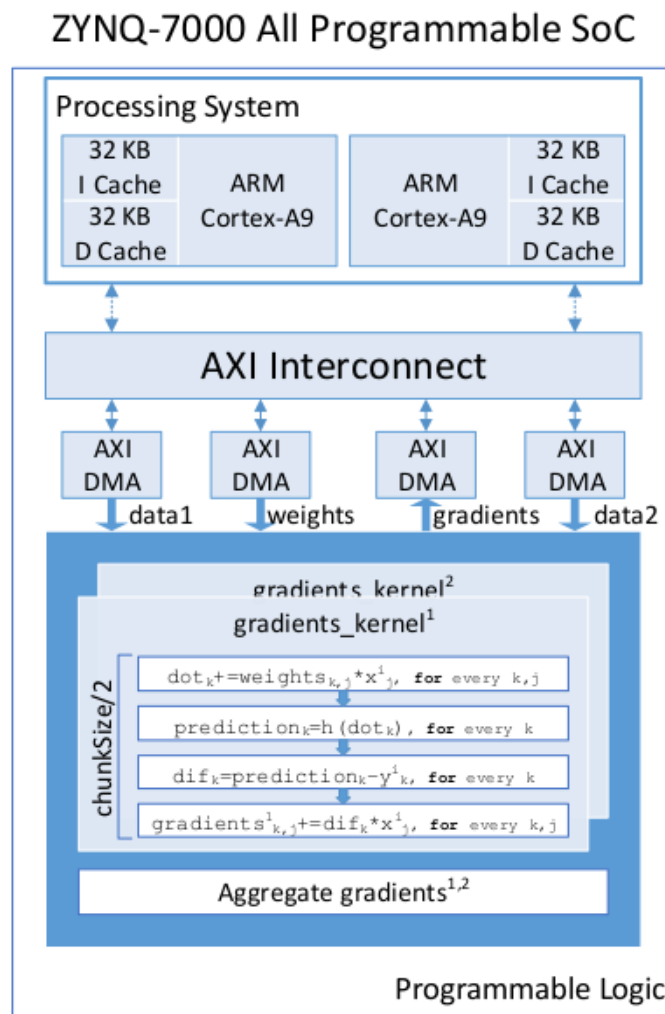 ZYNQ-7000 All Programmable SoC
Processing System
32 KB
I Cache
32 KB
D Cache
ARM
Cortex-A9
ARM
Cortex-A9
32 KB
I Cache
32 KB
D Cache
AXI Interconnect
AXI
DMA
AXI
DMA
AXI
DMA
AXI
DMA
data1
weights
gradients
data2
gradients_kernel²
gradients_kernel¹
chunkSize/2
dotₖ+=weightsₖ,ⱼ*xⁱⱼ, for every k,j
predictionₖ=h(dotₖ), for every k
difₖ=predictionₖ-yⁱₖ, for every k
gradients¹ₖ,ⱼ+=difₖ*xⁱⱼ, for every k,j
Aggregate gradients¹,²
Programmable Logic